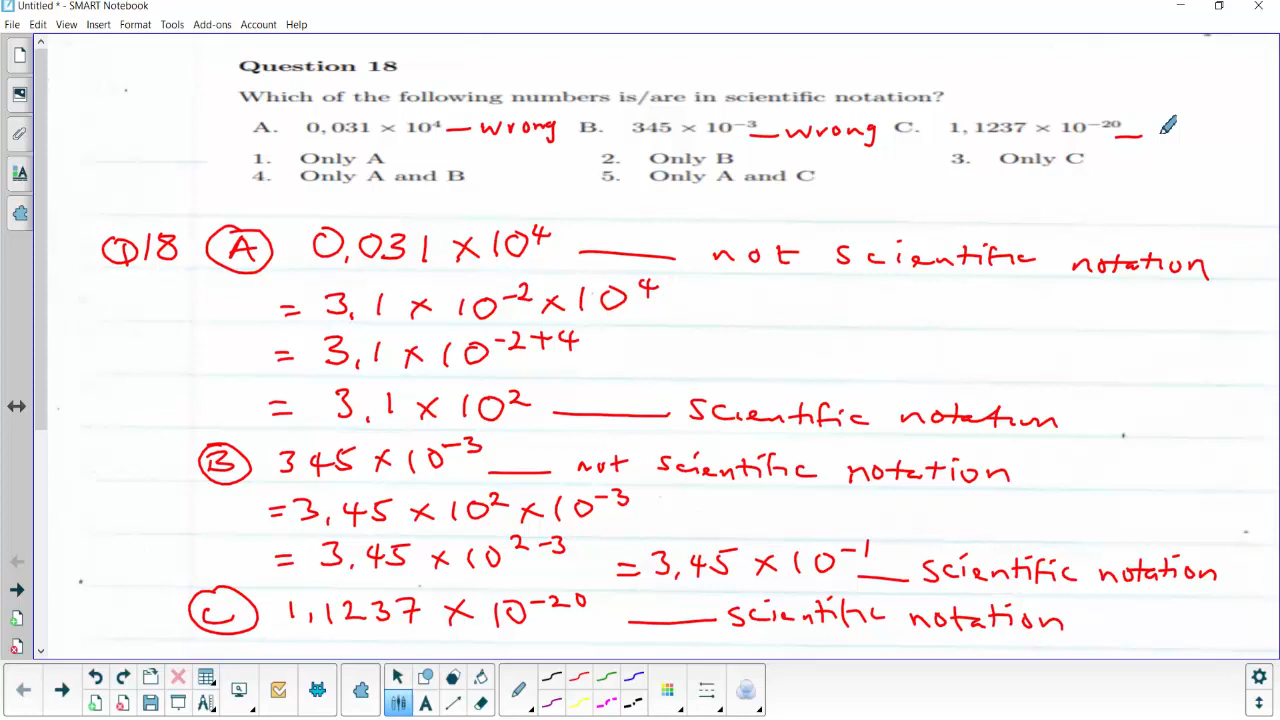 Untitled * - SMART Notebook
File Edit View Insert Format Tools Add-ons Account Help
Question 18
Which of the following numbers is/are in scientific notation?
A. 0,031 × 10⁴ — wrong B. 345 × 10⁻³ — wrong C. 1,1237 × 10⁻²⁰ —
1. Only A 2. Only B 3. Only C
4. Only A and B 5. Only A and C
Q18 A 0,031 × 10⁴ — not scientific notation
= 3,1 × 10⁻² × 10⁴
= 3,1 × 10⁻²⁺⁴
= 3,1 × 10² — scientific notation
B 345 × 10⁻³ — not scientific notation
= 3,45 × 10² × 10⁻³
= 3,45 × 10²⁻³ = 3,45 × 10⁻¹ — scientific notation
C 1,1237 × 10⁻²⁰ — scientific notation